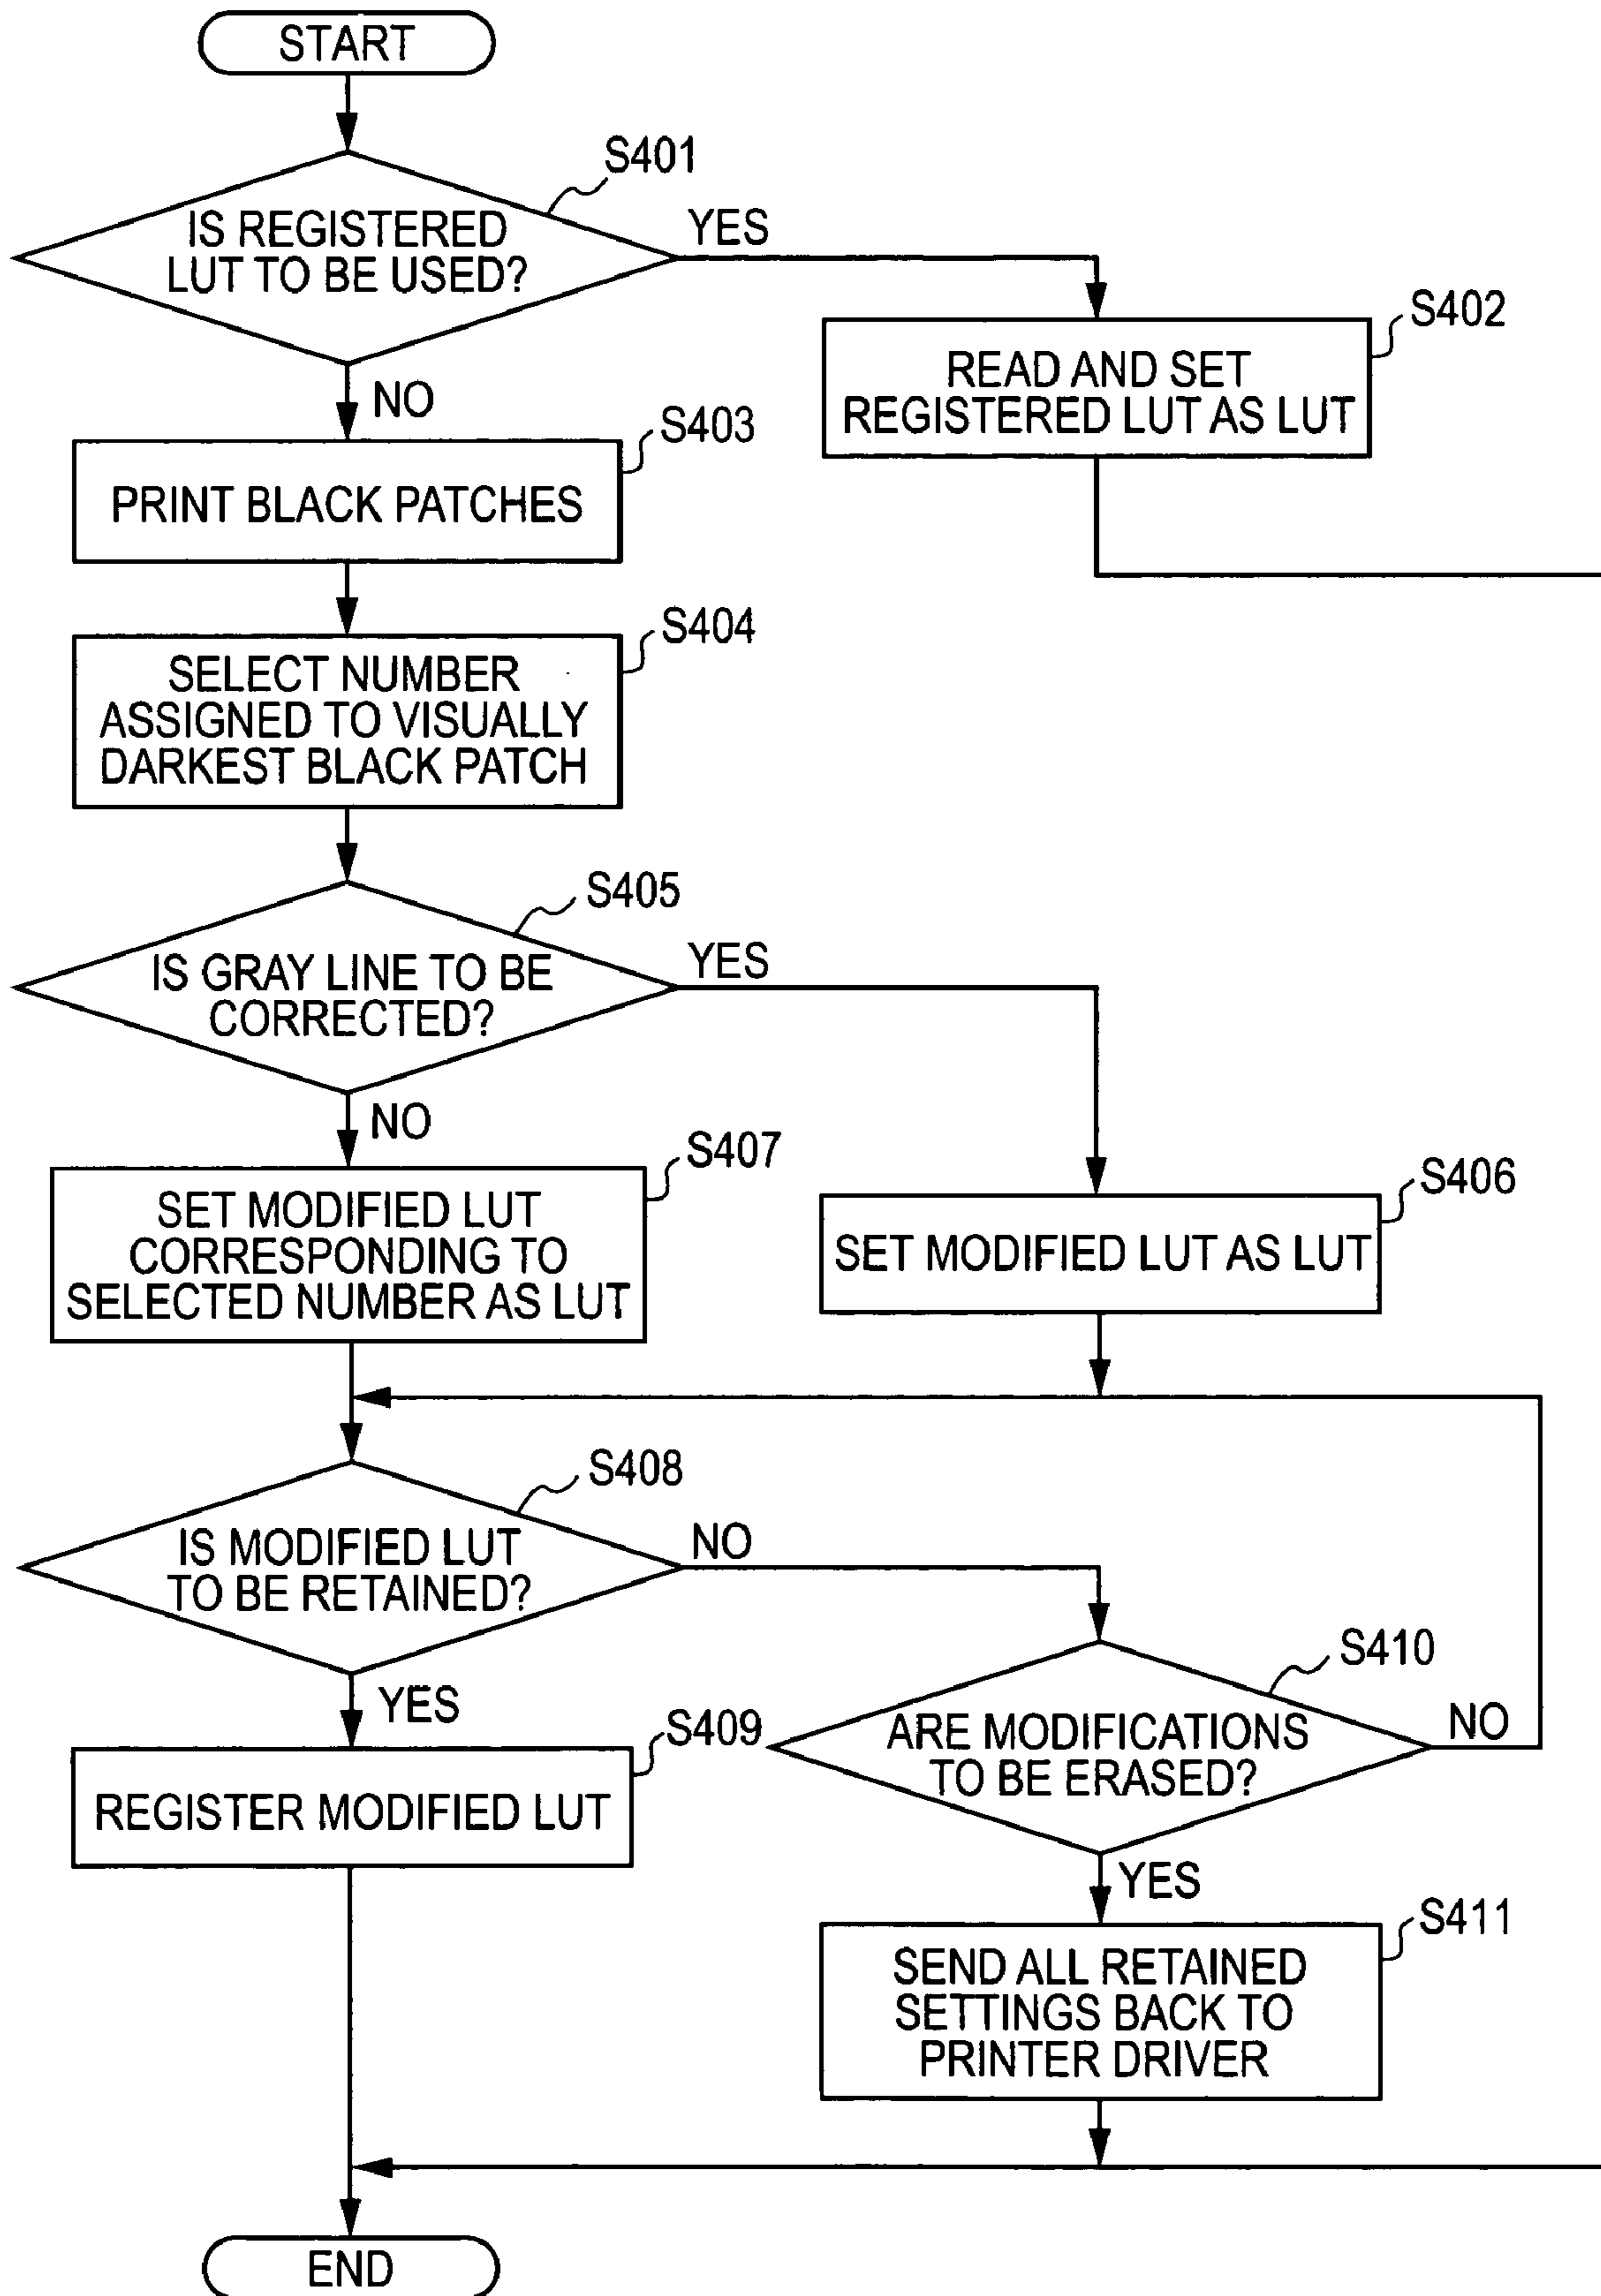 START
S401
IS REGISTERED
LUT TO BE USED?
YES
NO
S402
READ AND SET
REGISTERED LUT AS LUT
S403
PRINT BLACK PATCHES
S404
SELECT NUMBER
ASSIGNED TO VISUALLY
DARKEST BLACK PATCH
S405
IS GRAY LINE TO BE
CORRECTED?
YES
NO
S407
SET MODIFIED LUT
CORRESPONDING TO
SELECTED NUMBER AS LUT
S406
SET MODIFIED LUT AS LUT
S408
IS MODIFIED LUT
TO BE RETAINED?
NO
YES
S409
REGISTER MODIFIED LUT
S410
ARE MODIFICATIONS
TO BE ERASED?
NO
YES
S411
SEND ALL RETAINED
SETTINGS BACK TO
PRINTER DRIVER
END